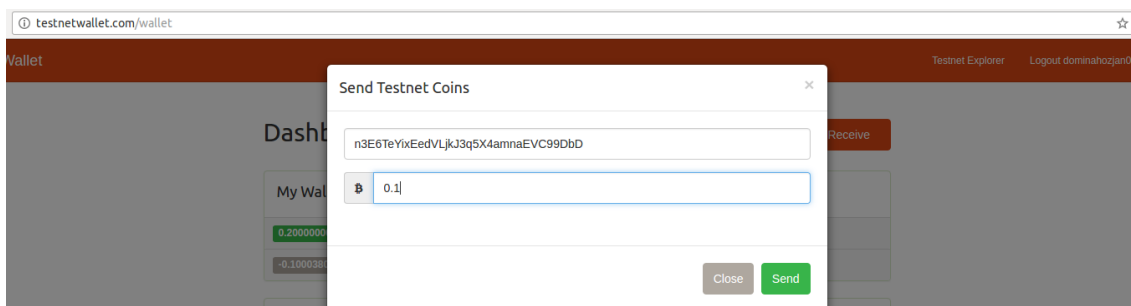 testnetwallet.com/wallet
Wallet
Testnet Explorer
Logout dominahozjan0
Send Testnet Coins
×
Dashb
Receive
n3E6TeYixEedVLjkJ3q5X4amnaEVC99DbD
My Wal
0.1
0.2000000
-0.1000380
Close
Send